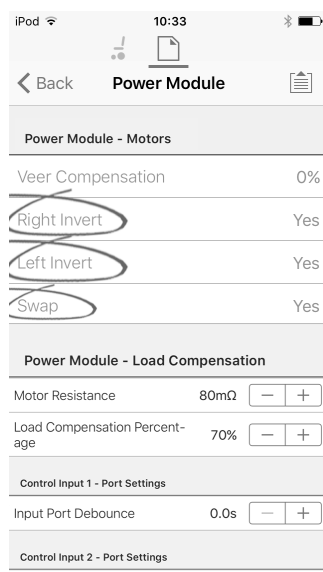 iPod 10:33
Back Power Module
Power Module - Motors
Veer Compensation 0%
Right Invert Yes
Left Invert Yes
Swap Yes
Power Module - Load Compensation
Motor Resistance 80mΩ − +
Load Compensation Percent-
age 70% − +
Control Input 1 - Port Settings
Input Port Debounce 0.0s − +
Control Input 2 - Port Settings